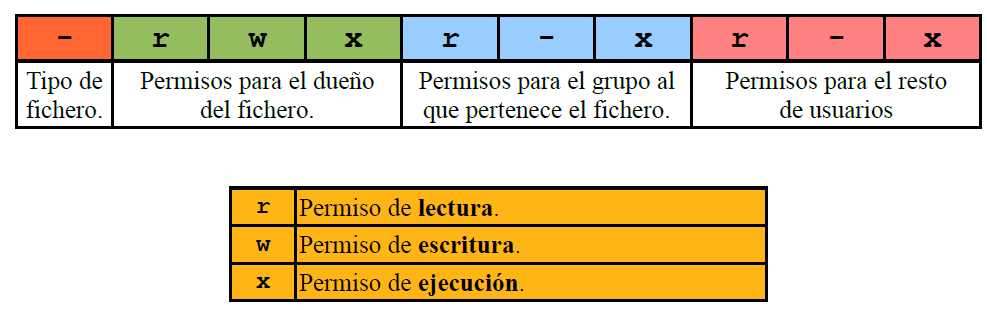 - r w x r - x r - x
Tipo de fichero. Permisos para el dueño del fichero. Permisos para el grupo al que pertenece el fichero. Permisos para el resto de usuarios
r Permiso de lectura.
w Permiso de escritura.
x Permiso de ejecución.